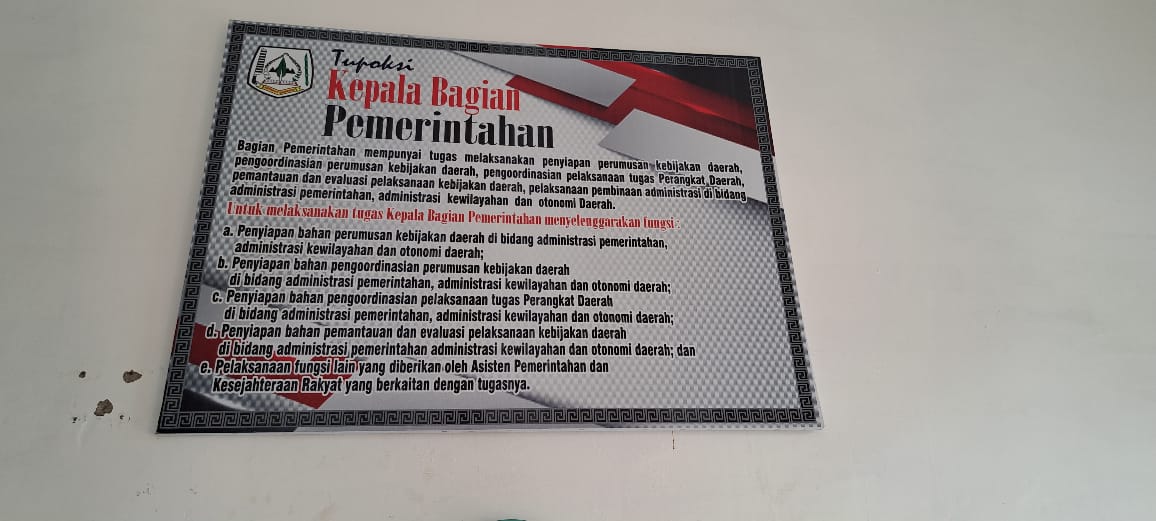 Tupoksi
Kepala Bagian
Pemerintahan
Bagian Pemerintahan mempunyai tugas melaksanakan penyiapan perumusan kebijakan daerah,
pengoordinasian perumusan kebijakan daerah, pengoordinasian pelaksanaan tugas Perangkat Daerah,
pemantauan dan evaluasi pelaksanaan kebijakan daerah, pelaksanaan pembinaan administrasi di bidang
administrasi pemerintahan, administrasi kewilayahan dan otonomi Daerah.
Untuk melaksanakan tugas Kepala Bagian Pemerintahan menyelenggarakan fungsi :
a. Penyiapan bahan perumusan kebijakan daerah di bidang administrasi pemerintahan,
administrasi kewilayahan dan otonomi daerah;
b. Penyiapan bahan pengoordinasian perumusan kebijakan daerah
di bidang administrasi pemerintahan, administrasi kewilayahan dan otonomi daerah;
c. Penyiapan bahan pengoordinasian pelaksanaan tugas Perangkat Daerah
di bidang administrasi pemerintahan, administrasi kewilayahan dan otonomi daerah;
d. Penyiapan bahan pemantauan dan evaluasi pelaksanaan kebijakan daerah
di bidang administrasi pemerintahan administrasi kewilayahan dan otonomi daerah; dan
e. Pelaksanaan fungsi lain yang diberikan oleh Asisten Pemerintahan dan
Kesejahteraan Rakyat yang berkaitan dengan tugasnya.